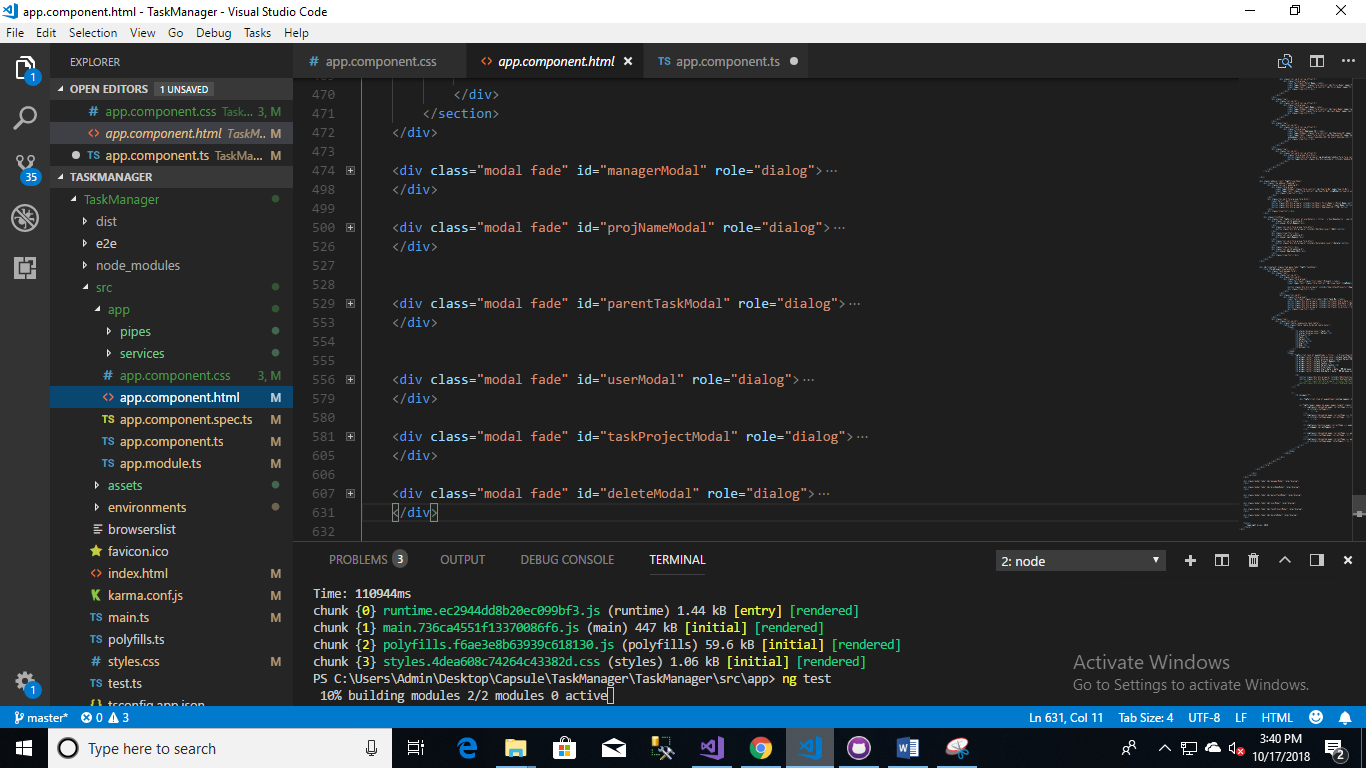 app.component.html - TaskManager - Visual Studio Code
File Edit Selection View Go Debug Tasks Help
1
35
1
EXPLORER
OPEN EDITORS 1 UNSAVED
# app.component.css Task... 3, M
<> app.component.html TaskM... M
TS app.component.ts TaskMa... M
TASKMANAGER
TaskManager
dist
e2e
node_modules
src
app
pipes
services
# app.component.css 3, M
<> app.component.html M
TS app.component.spec.ts M
TS app.component.ts M
TS app.module.ts M
assets
environments
browserslist
favicon.ico
<> index.html M
K karma.conf.js M
TS main.ts M
TS polyfills.ts
# styles.css M
TS test.ts
tsconfig.app.json
# app.component.css
<> app.component.html ×
TS app.component.ts
470 </div>
471 </section>
472 </div>
473
474 <div class="modal fade" id="managerModal" role="dialog">...
498 </div>
499
500 <div class="modal fade" id="projNameModal" role="dialog">...
526 </div>
527
528
529 <div class="modal fade" id="parentTaskModal" role="dialog">...
553 </div>
554
555
556 <div class="modal fade" id="userModal" role="dialog">...
579 </div>
580
581 <div class="modal fade" id="taskProjectModal" role="dialog">...
605 </div>
606
607 <div class="modal fade" id="deleteModal" role="dialog">...
631 </div>
632
PROBLEMS 3 OUTPUT DEBUG CONSOLE TERMINAL 2: node
Time: 110944ms
chunk {0} runtime.ec2944dd8b20ec099bf3.js (runtime) 1.44 kB [entry] [rendered]
chunk {1} main.736ca4551f13370086f6.js (main) 447 kB [initial] [rendered]
chunk {2} polyfills.f6ae3e8b63939c618130.js (polyfills) 59.6 kB [initial] [rendered]
chunk {3} styles.4dea608c74264c43382d.css (styles) 1.06 kB [initial] [rendered]
PS C:\Users\Admin\Desktop\Capsule\TaskManager\TaskManager\src\app> ng test
10% building modules 2/2 modules 0 active
Activate Windows
Go to Settings to activate Windows.
master* 0 3 Ln 631, Col 11 Tab Size: 4 UTF-8 LF HTML
Type here to search
3:40 PM
10/17/2018
2